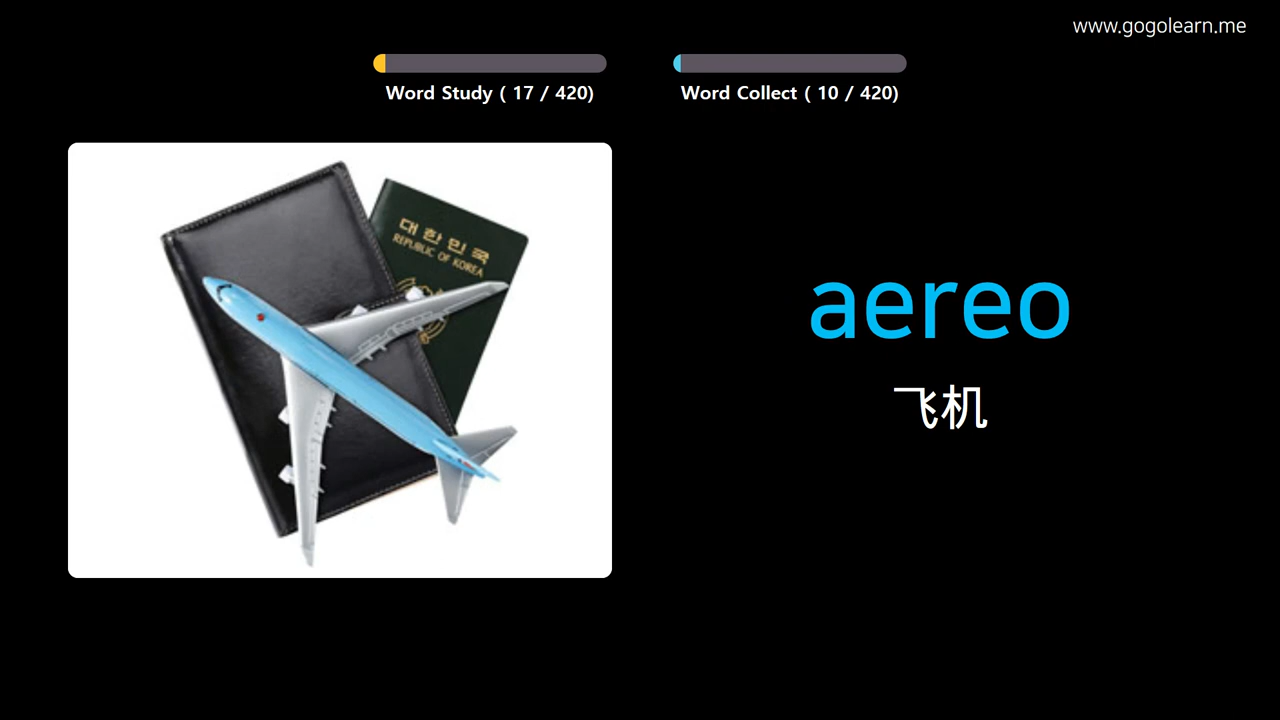 www.gogolearn.me
Word Study ( 17 / 420)
Word Collect ( 10 / 420)
대한민국
REPUBLIC OF KOREA
aereo
飞机